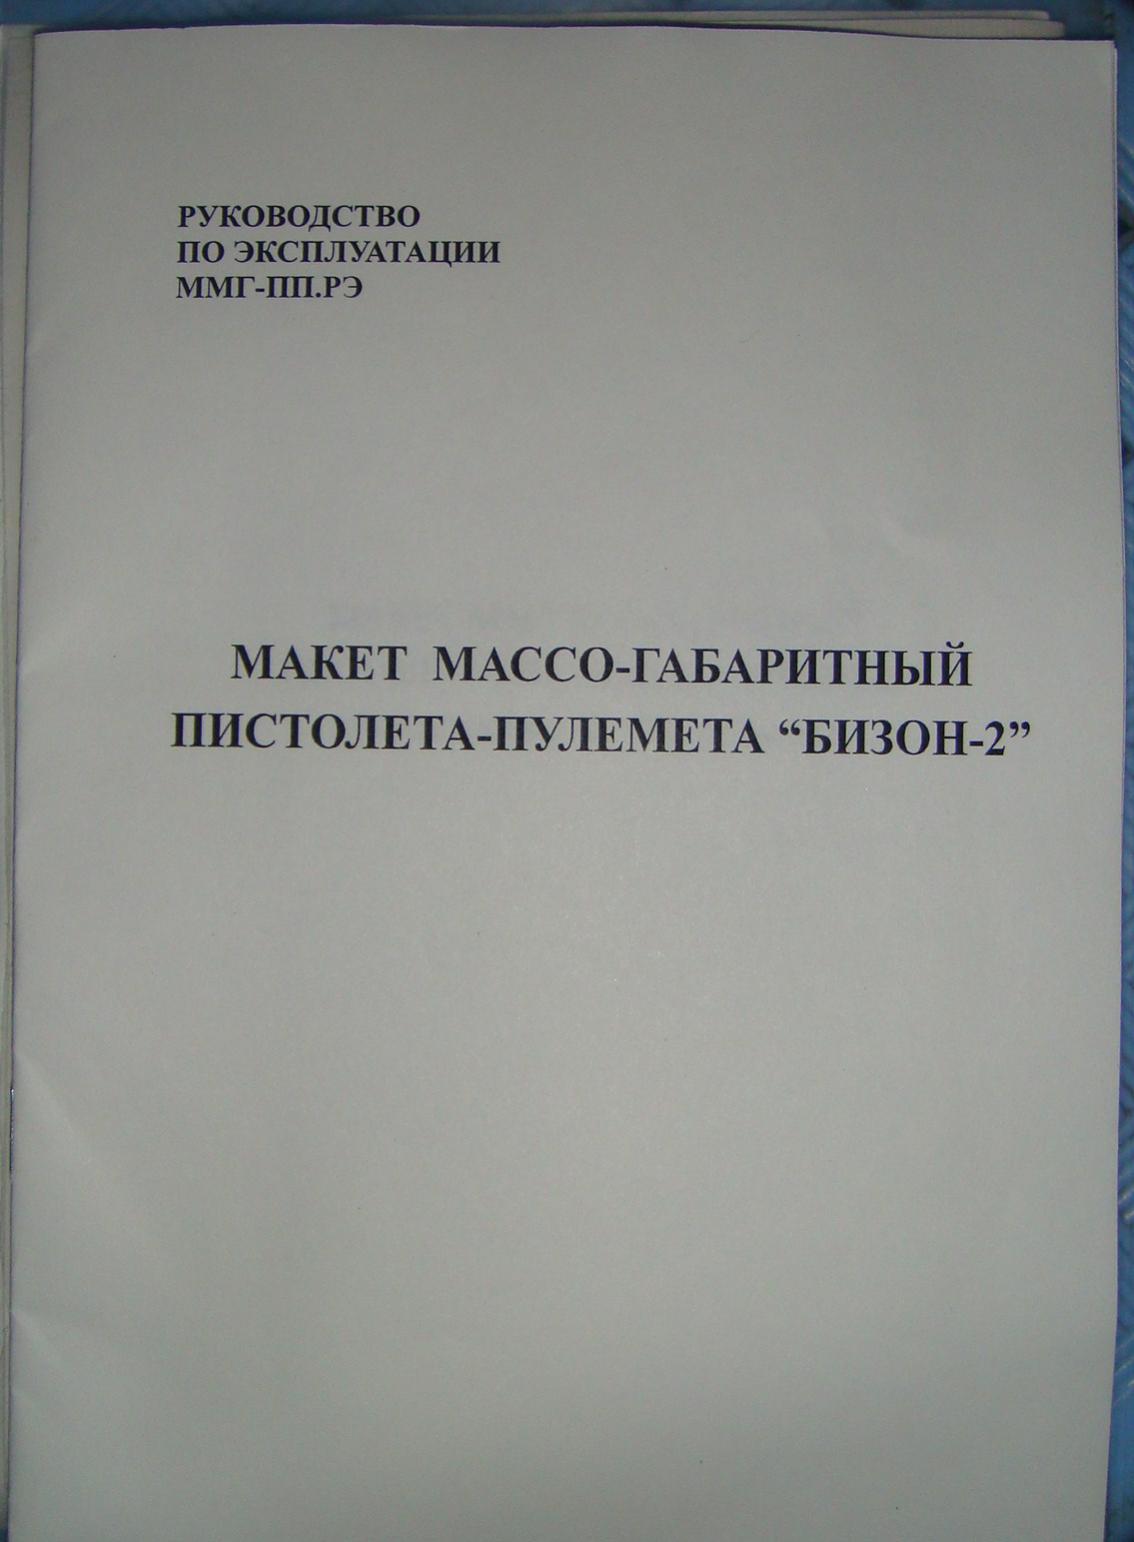 РУКОВОДСТВО
ПО ЭКСПЛУАТАЦИИ
ММГ-ПП.РЭ
МАКЕТ МАССО-ГАБАРИТНЫЙ
ПИСТОЛЕТА-ПУЛЕМЕТА “БИЗОН-2”